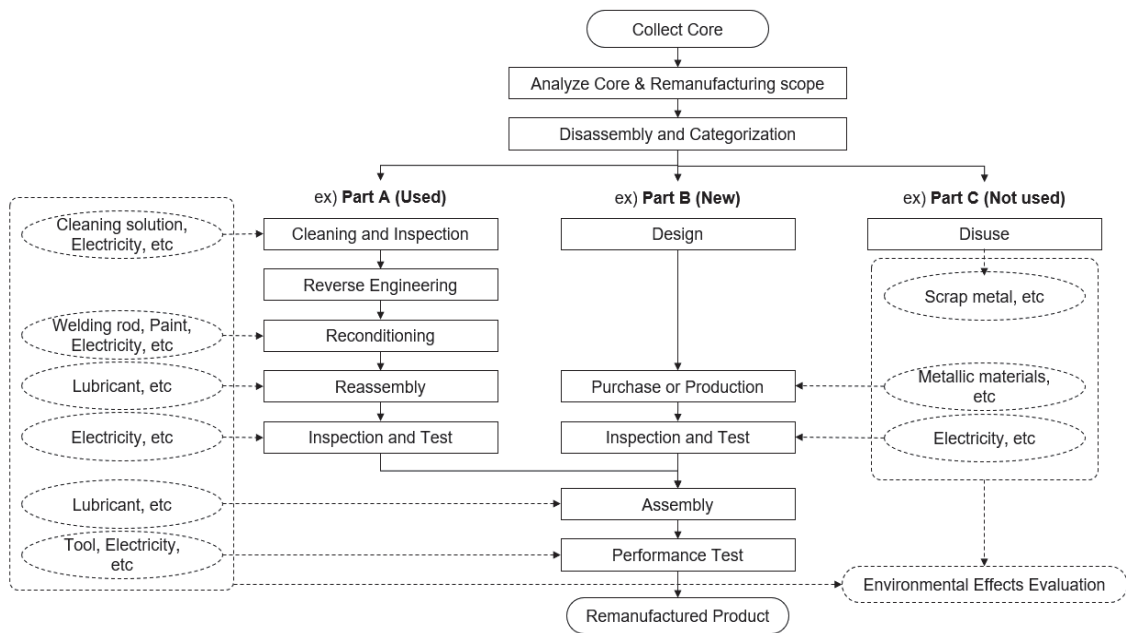 Collect Core
Analyze Core & Remanufacturing scope
Disassembly and Categorization
ex) Part A (Used)
ex) Part B (New)
ex) Part C (Not used)
Cleaning solution,
Electricity, etc
Cleaning and Inspection
Design
Disuse
Reverse Engineering
Scrap metal, etc
Welding rod, Paint,
Electricity, etc
Reconditioning
Lubricant, etc
Reassembly
Purchase or Production
Metallic materials,
etc
Electricity, etc
Inspection and Test
Inspection and Test
Electricity, etc
Lubricant, etc
Assembly
Tool, Electricity,
etc
Performance Test
Environmental Effects Evaluation
Remanufactured Product